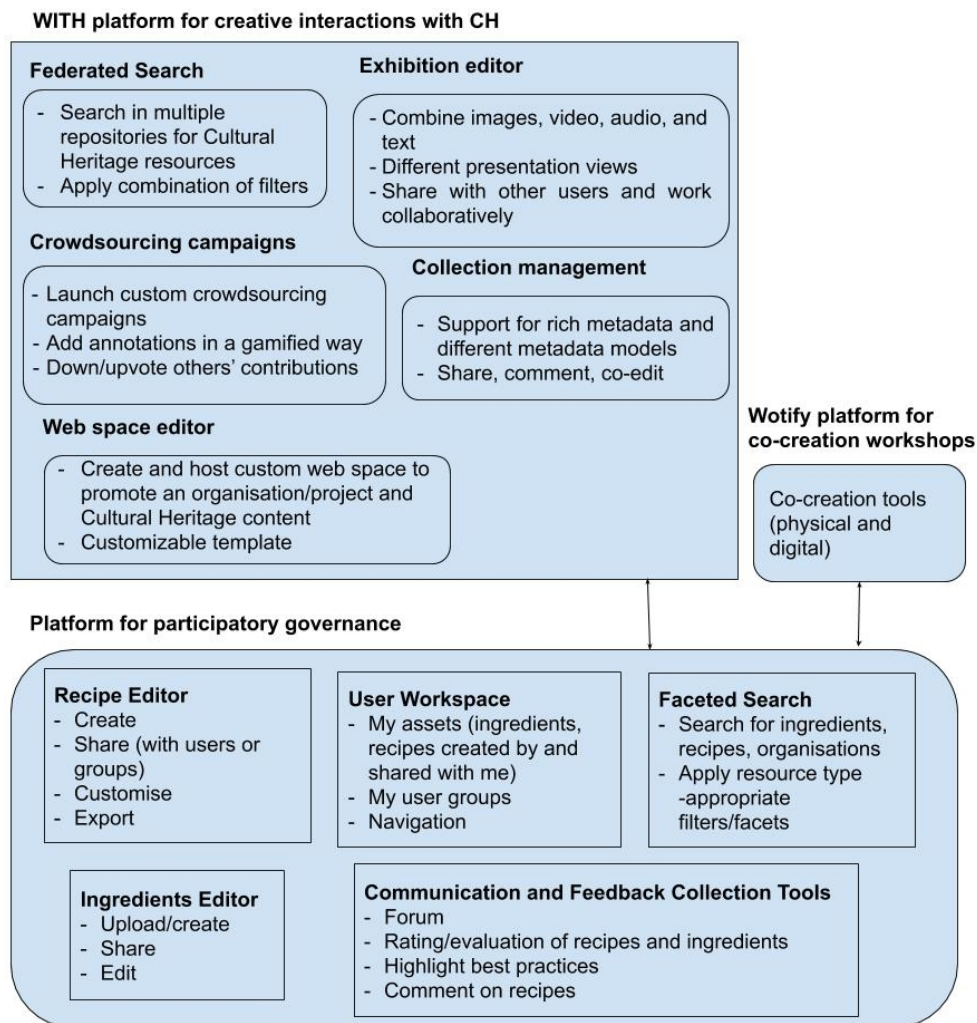 WITH platform for creative interactions with CH
Federated Search
- Search in multiple
repositories for Cultural
Heritage resources
- Apply combination of filters
Exhibition editor
- Combine images, video, audio, and
text
- Different presentation views
- Share with other users and work
collaboratively
Crowdsourcing campaigns
- Launch custom crowdsourcing
campaigns
- Add annotations in a gamified way
- Down/upvote others’ contributions
Collection management
- Support for rich metadata and
different metadata models
- Share, comment, co-edit
Web space editor
- Create and host custom web space to
promote an organisation/project and
Cultural Heritage content
- Customizable template
Wotify platform for
co-creation workshops
Co-creation tools
(physical and
digital)
Platform for participatory governance
Recipe Editor
- Create
- Share (with users or
groups)
- Customise
- Export
User Workspace
- My assets (ingredients,
recipes created by and
shared with me)
- My user groups
- Navigation
Faceted Search
- Search for ingredients,
recipes, organisations
- Apply resource type
-appropriate
filters/facets
Ingredients Editor
- Upload/create
- Share
- Edit
Communication and Feedback Collection Tools
- Forum
- Rating/evaluation of recipes and ingredients
- Highlight best practices
- Comment on recipes